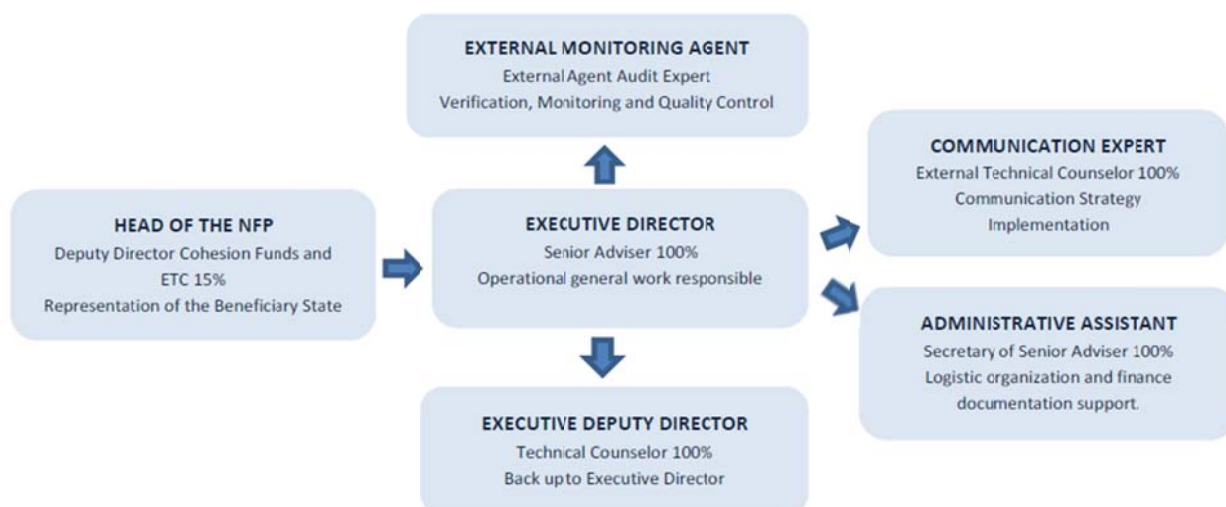 EXTERNAL MONITORING AGENT
External Agent Audit Expert
Verification, Monitoring and Quality Control
HEAD OF THE NFP
Deputy Director Cohesion Funds and
ETC 15%
Representation of the Beneficiary State
EXECUTIVE DIRECTOR
Senior Adviser 100%
Operational general work responsible
COMMUNICATION EXPERT
External Technical Counselor 100%
Communication Strategy
Implementation
ADMINISTRATIVE ASSISTANT
Secretary of Senior Adviser 100%
Logistic organization and finance
documentation support.
EXECUTIVE DEPUTY DIRECTOR
Technical Counselor 100%
Back up to Executive Director